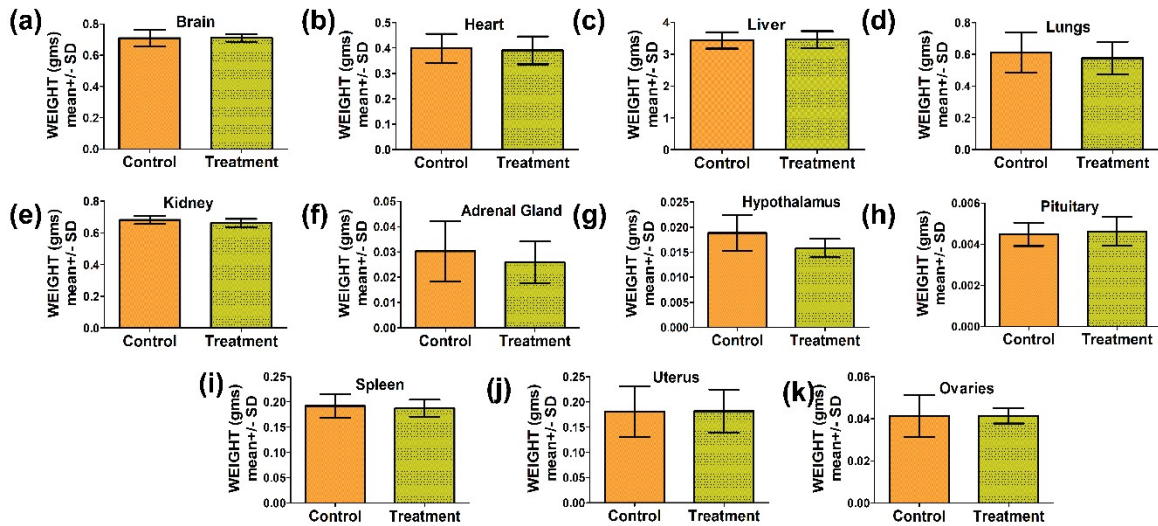 (a)
Brain
WEIGHT (gms)
mean+/- SD
0.8
0.6
0.4
0.2
0.0
Control Treatment
(b)
Heart
WEIGHT (gms)
mean+/- SD
0.5
0.4
0.3
0.2
0.1
0.0
Control Treatment
(c)
Liver
WEIGHT (gms)
mean+/- SD
4
3
2
1
0
Control Treatment
(d)
Lungs
WEIGHT (gms)
mean+/- SD
0.8
0.6
0.4
0.2
0.0
Control Treatment
(e)
Kidney
WEIGHT (gms)
mean+/- SD
0.8
0.6
0.4
0.2
0.0
Control Treatment
(f)
Adrenal Gland
WEIGHT (gms)
mean+/- SD
0.05
0.04
0.03
0.02
0.01
0.00
Control Treatment
(g)
Hypothalamus
WEIGHT (gms)
mean+/- SD
0.025
0.020
0.015
0.010
0.005
0.000
Control Treatment
(h)
Pituitary
WEIGHT (gms)
mean+/- SD
0.006
0.004
0.002
0.000
Control Treatment
(i)
Spleen
WEIGHT (gms)
mean+/- SD
0.25
0.20
0.15
0.10
0.05
0.00
Control Treatment
(j)
Uterus
WEIGHT (gms)
mean+/- SD
0.25
0.20
0.15
0.10
0.05
0.00
Control Treatment
(k)
Ovaries
WEIGHT (gms)
mean+/- SD
0.06
0.04
0.02
0.00
Control Treatment